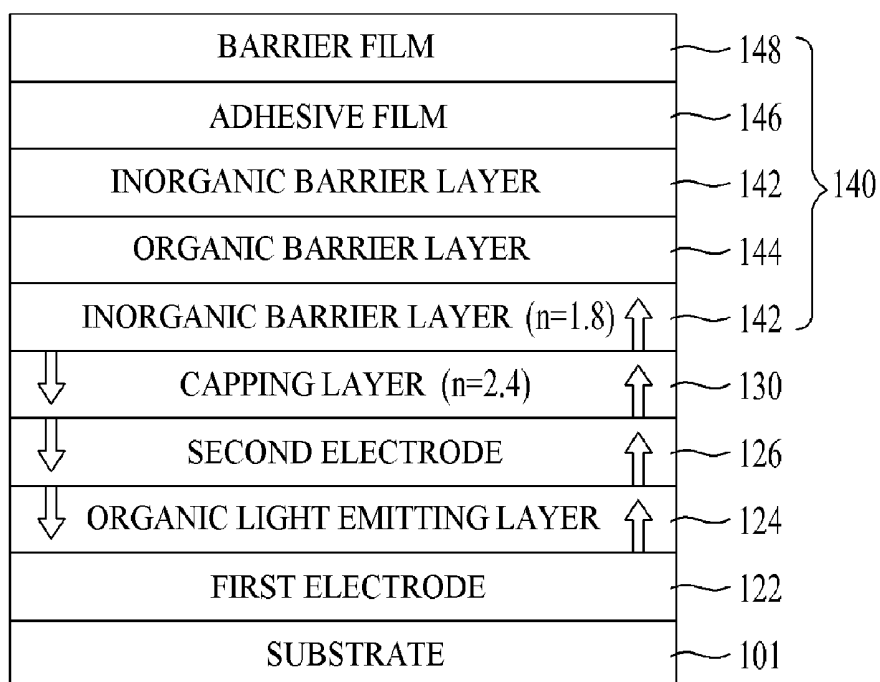 BARRIER FILM 148
ADHESIVE FILM 146
INORGANIC BARRIER LAYER 142
140
ORGANIC BARRIER LAYER 144
INORGANIC BARRIER LAYER (n=1.8) 142
CAPPING LAYER (n=2.4) 130
SECOND ELECTRODE 126
ORGANIC LIGHT EMITTING LAYER 124
FIRST ELECTRODE 122
SUBSTRATE 101